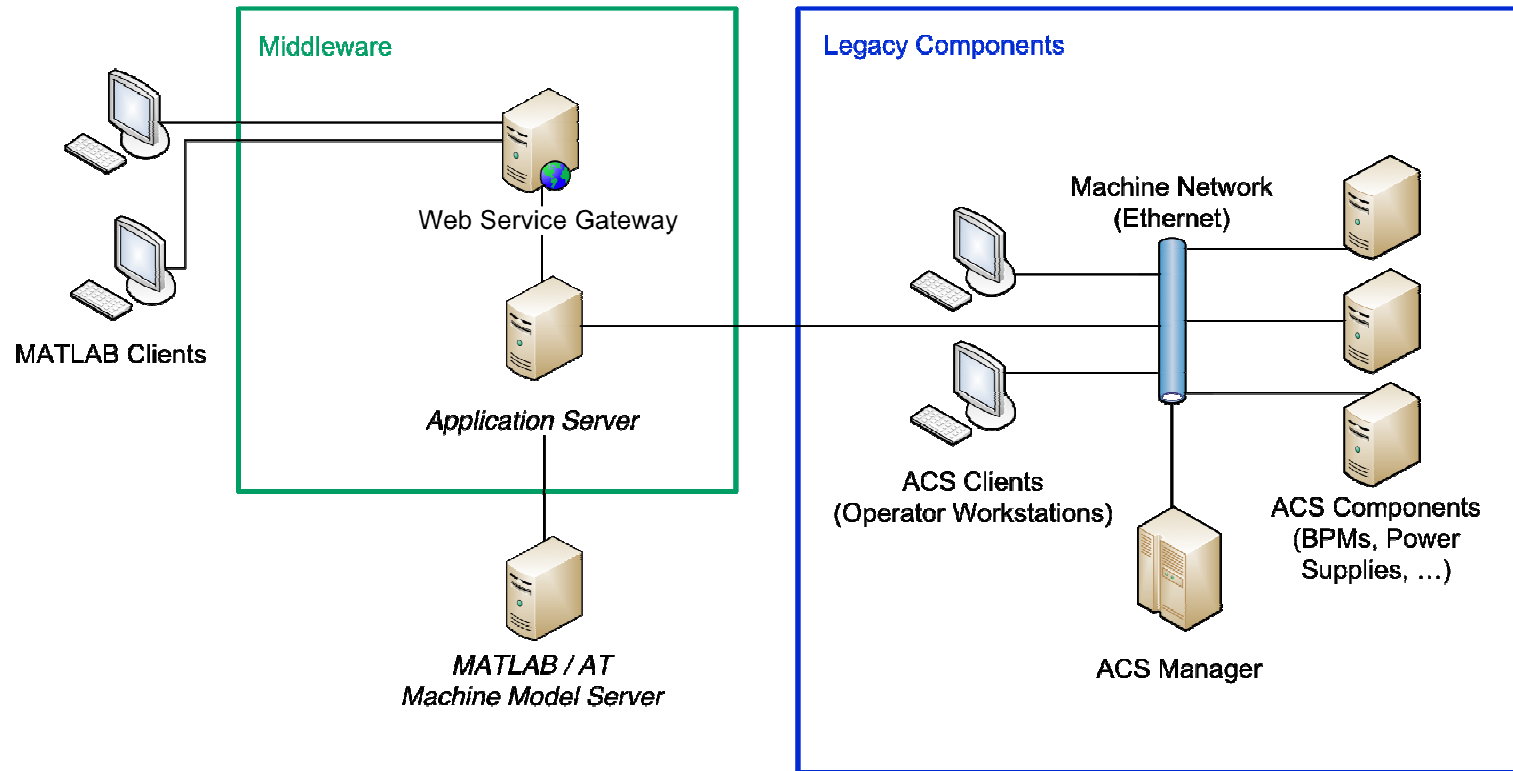 Middleware
Legacy Components
Web Service Gateway
Machine Network
(Ethernet)
MATLAB Clients
Application Server
ACS Clients
(Operator Workstations)
ACS Components
(BPMs, Power
Supplies, …)
MATLAB / AT
Machine Model Server
ACS Manager